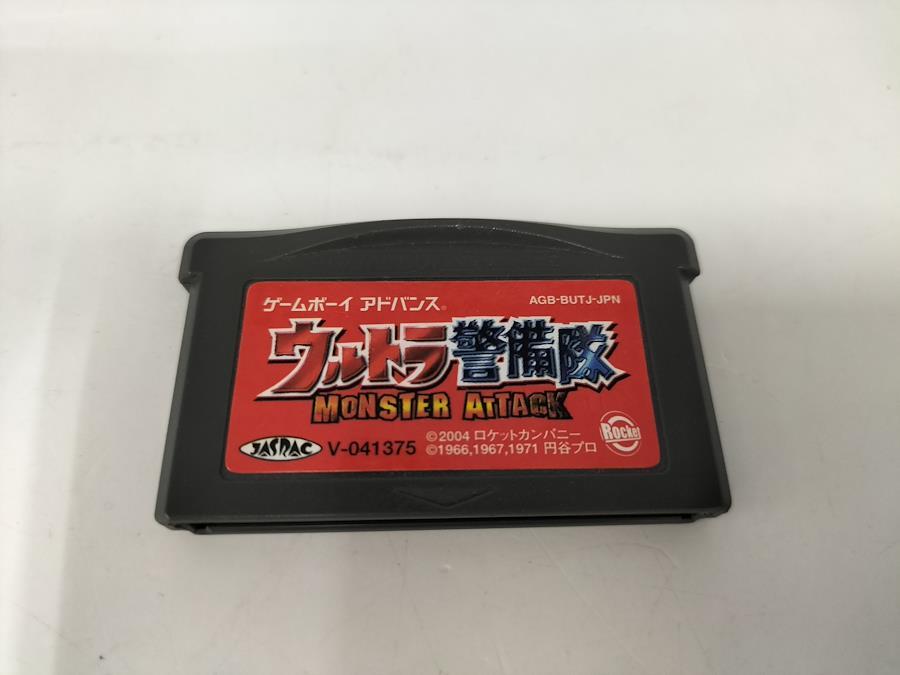 ゲームボーイ アドバンス®
AGB-BUTJ-JPN
ウルトラ警備隊
MONSTER ATTACK
JASRAC
V-041375
©2004 ロケットカンパニー
©1966,1967,1971 円谷プロ
Rocket